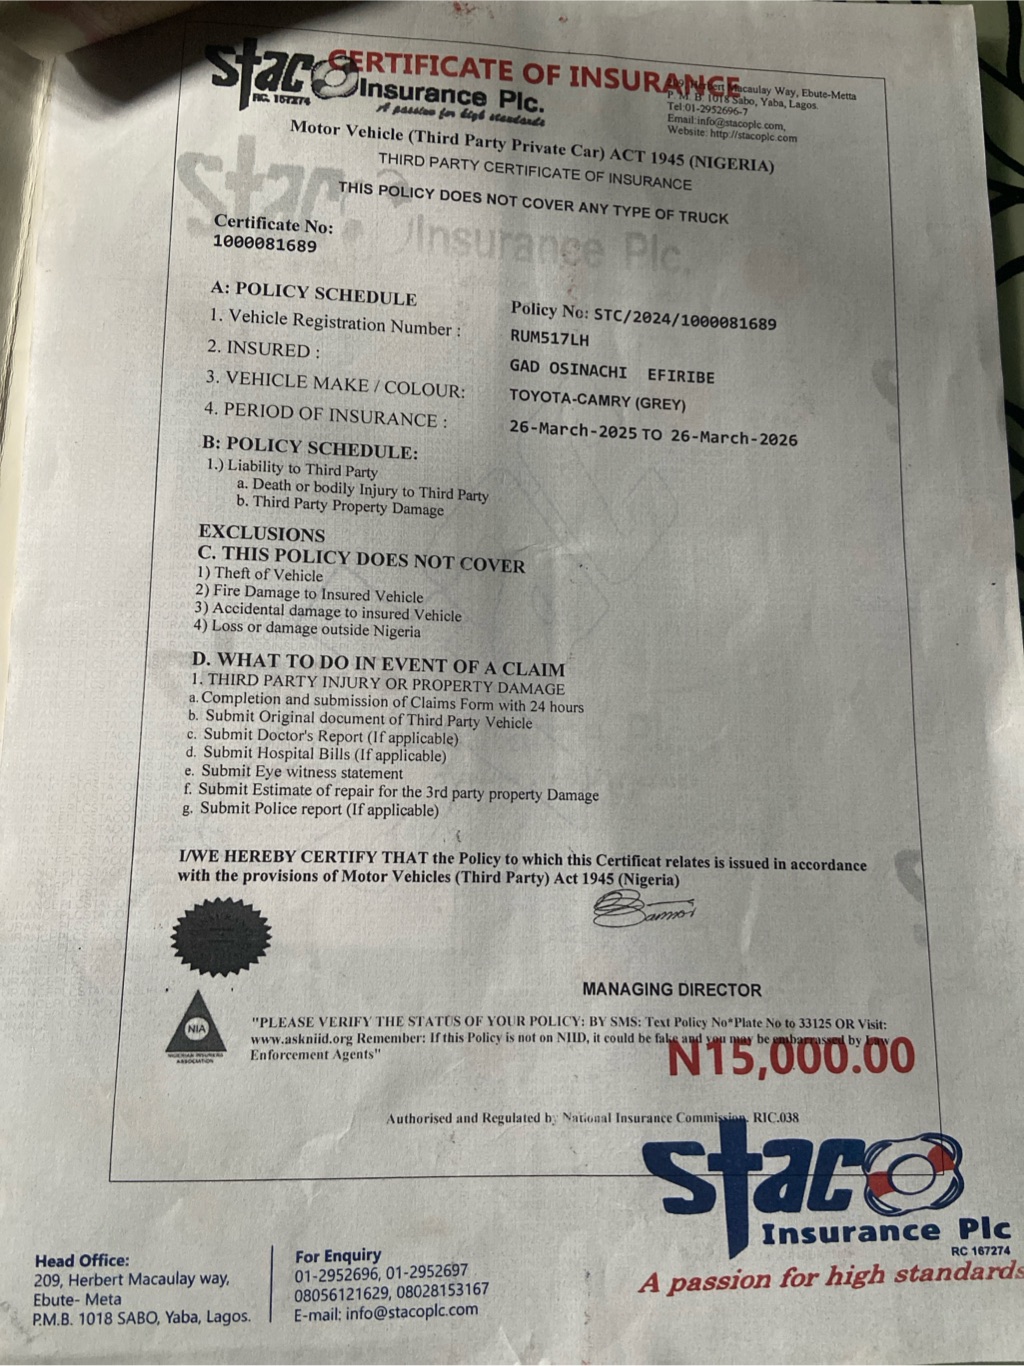 staco
RC. 167274
Insurance Plc.
A passion for high standards
CERTIFICATE OF INSURANCE
Macaulay Way, Ebute-Metta
P. M. B. 1018 Sabo, Yaba, Lagos.
Tel:01-2952696-7
Email:info@stacoplc.com,
Website: http://stacoplc.com
Motor Vehicle (Third Party Private Car) ACT 1945 (NIGERIA)
THIRD PARTY CERTIFICATE OF INSURANCE
THIS POLICY DOES NOT COVER ANY TYPE OF TRUCK
staco Insurance Plc.
Certificate No:
1000081689
A: POLICY SCHEDULE
Policy No: STC/2024/1000081689
1. Vehicle Registration Number : RUM517LH
2. INSURED : GAD OSINACHI EFIRIBE
3. VEHICLE MAKE / COLOUR: TOYOTA-CAMRY (GREY)
4. PERIOD OF INSURANCE : 26-March-2025 TO 26-March-2026
B: POLICY SCHEDULE:
1.) Liability to Third Party
a. Death or bodily Injury to Third Party
b. Third Party Property Damage
EXCLUSIONS
C. THIS POLICY DOES NOT COVER
1) Theft of Vehicle
2) Fire Damage to Insured Vehicle
3) Accidental damage to insured Vehicle
4) Loss or damage outside Nigeria
D. WHAT TO DO IN EVENT OF A CLAIM
1. THIRD PARTY INJURY OR PROPERTY DAMAGE
a. Completion and submission of Claims Form with 24 hours
b. Submit Original document of Third Party Vehicle
c. Submit Doctor's Report (If applicable)
d. Submit Hospital Bills (If applicable)
e. Submit Eye witness statement
f. Submit Estimate of repair for the 3rd party property Damage
g. Submit Police report (If applicable)
I/WE HEREBY CERTIFY THAT the Policy to which this Certificat relates is issued in accordance
with the provisions of Motor Vehicles (Third Party) Act 1945 (Nigeria)
MANAGING DIRECTOR
NIA
NIGERIAN INSURERS
ASSOCIATION
"PLEASE VERIFY THE STATUS OF YOUR POLICY: BY SMS: Text Policy No*Plate No to 33125 OR Visit:
www.askniid.org Remember: If this Policy is not on NIID, it could be fake and you may be embarrassed by Law
Enforcement Agents"
N15,000.00
Authorised and Regulated by National Insurance Commission. RIC.038
staco
Insurance Plc
RC 167274
A passion for high standards
Head Office:
209, Herbert Macaulay way,
Ebute- Meta
P.M.B. 1018 SABO, Yaba, Lagos.
For Enquiry
01-2952696, 01-2952697
08056121629, 08028153167
E-mail: info@stacoplc.com